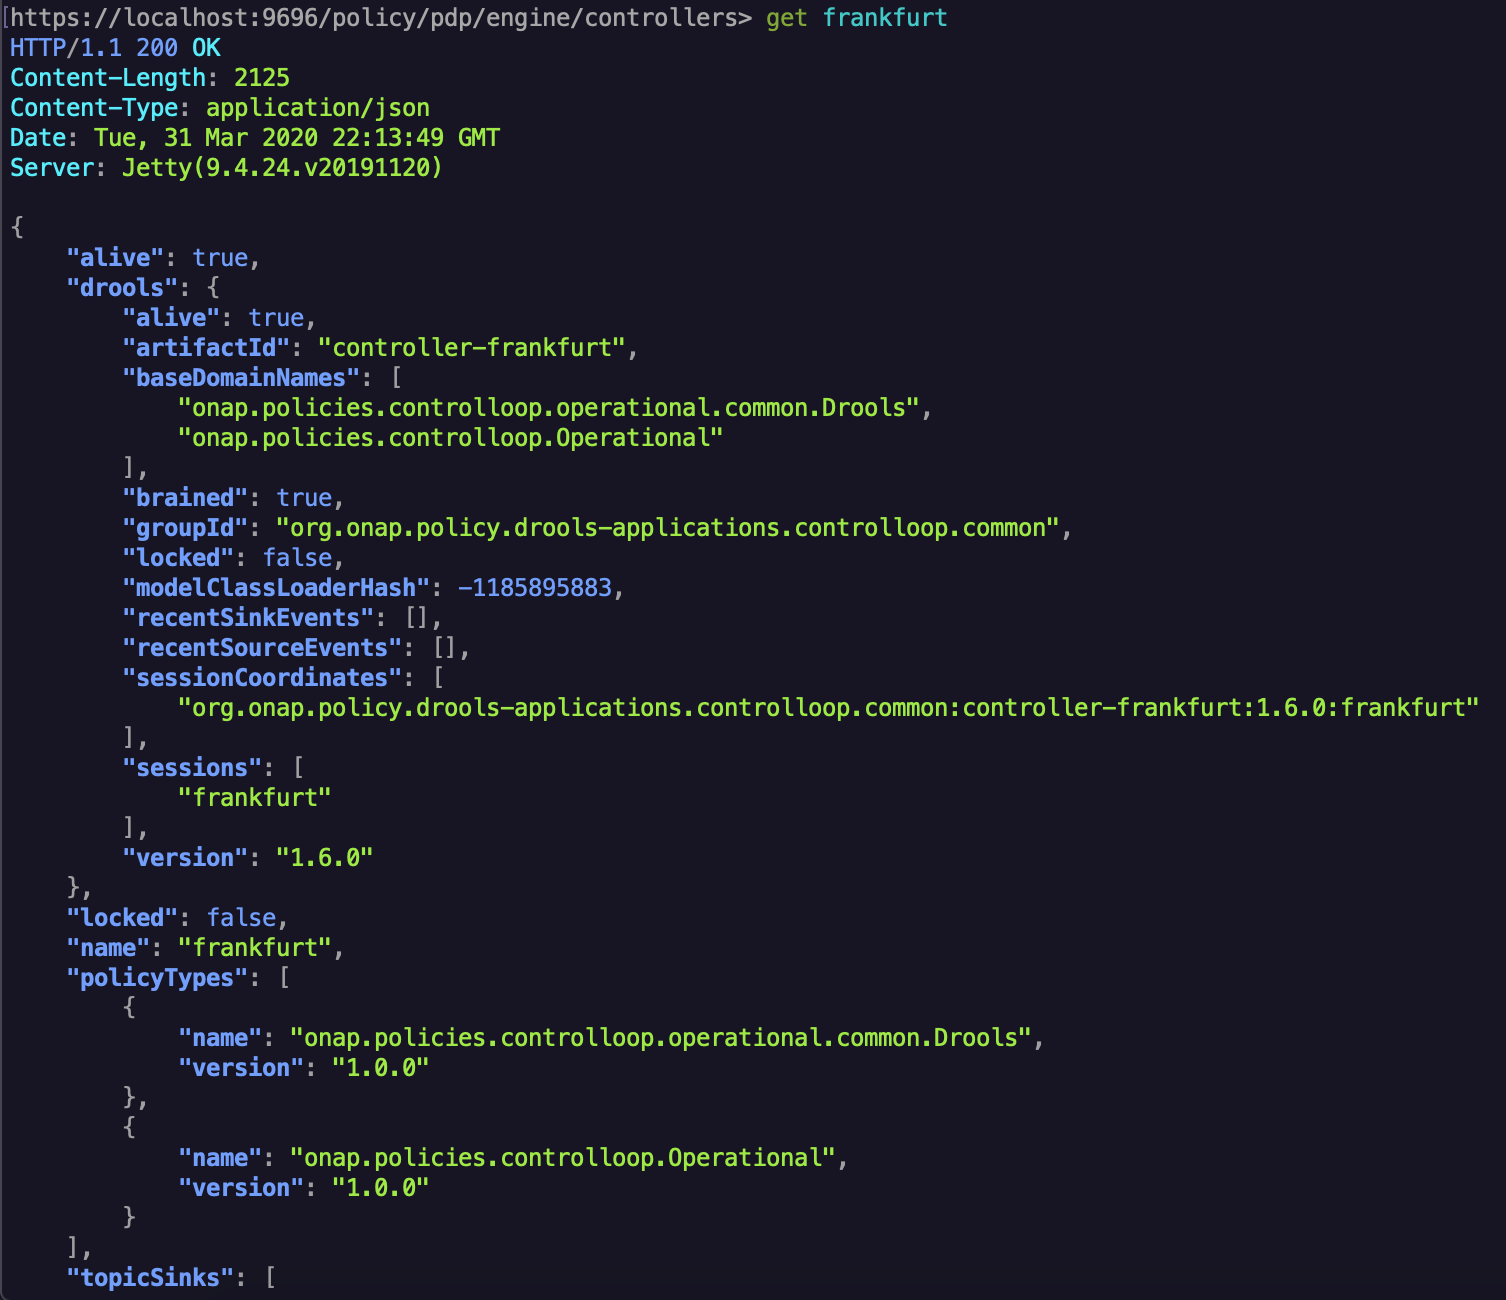 [https://localhost:9696/policy/pdp/engine/controllers> get frankfurt
HTTP/1.1 200 OK
Content-Length: 2125
Content-Type: application/json
Date: Tue, 31 Mar 2020 22:13:49 GMT
Server: Jetty(9.4.24.v20191120)

{
    "alive": true,
    "drools": {
        "alive": true,
        "artifactId": "controller-frankfurt",
        "baseDomainNames": [
            "onap.policies.controlloop.operational.common.Drools",
            "onap.policies.controlloop.Operational"
        ],
        "brained": true,
        "groupId": "org.onap.policy.drools-applications.controlloop.common",
        "locked": false,
        "modelClassLoaderHash": -1185895883,
        "recentSinkEvents": [],
        "recentSourceEvents": [],
        "sessionCoordinates": [
            "org.onap.policy.drools-applications.controlloop.common:controller-frankfurt:1.6.0:frankfurt"
        ],
        "sessions": [
            "frankfurt"
        ],
        "version": "1.6.0"
    },
    "locked": false,
    "name": "frankfurt",
    "policyTypes": [
        {
            "name": "onap.policies.controlloop.operational.common.Drools",
            "version": "1.0.0"
        },
        {
            "name": "onap.policies.controlloop.Operational",
            "version": "1.0.0"
        }
    ],
    "topicSinks": [